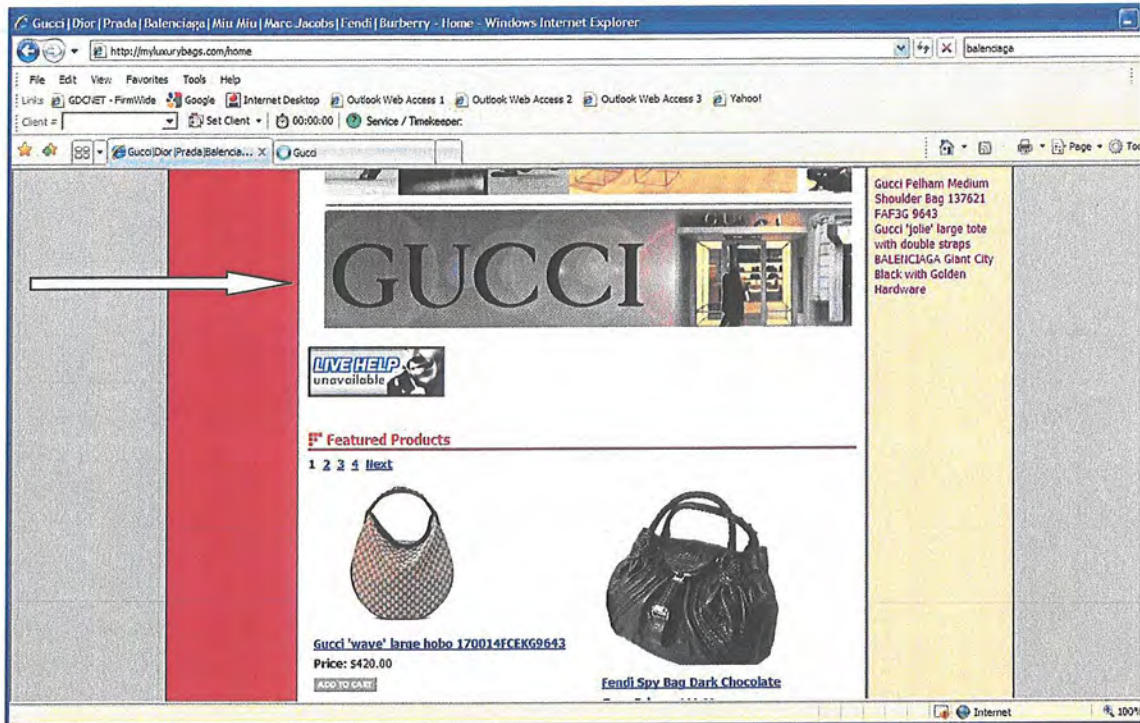 Gucci|Dior|Prada|Balenciaga|Miu Miu|Marc Jacobs|Fendi|Burberry - Home - Windows Internet Explorer
http://myluxurybags.com/home
balenciaga
File Edit View Favorites Tools Help
Links GDCNET - FirmWide Google Internet Desktop Outlook Web Access 1 Outlook Web Access 2 Outlook Web Access 3 Yahoo!
Client = Set Client 00:00:00 Service / Timekeeper:
Gucci|Dior|Prada|Balencia... X Gucci
Page Too
GUCCI
GUCCI
Gucci Pelham Medium
Shoulder Bag 137621
FAF3G 9643
Gucci 'jolie' large tote
with double straps
BALENCIAGA Giant City
Black with Golden
Hardware
LIVE HELP
unavailable
Featured Products
1 2 3 4 Next
Gucci 'wave' large hobo 170014FCEKG9643
Price: $420.00
ADD TO CART
Fendi Spy Bag Dark Chocolate
Internet 100%